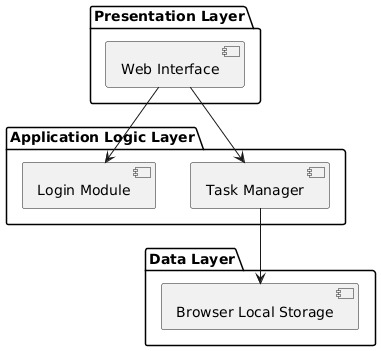 Presentation Layer
Web Interface
Application Logic Layer
Login Module
Task Manager
Data Layer
Browser Local Storage